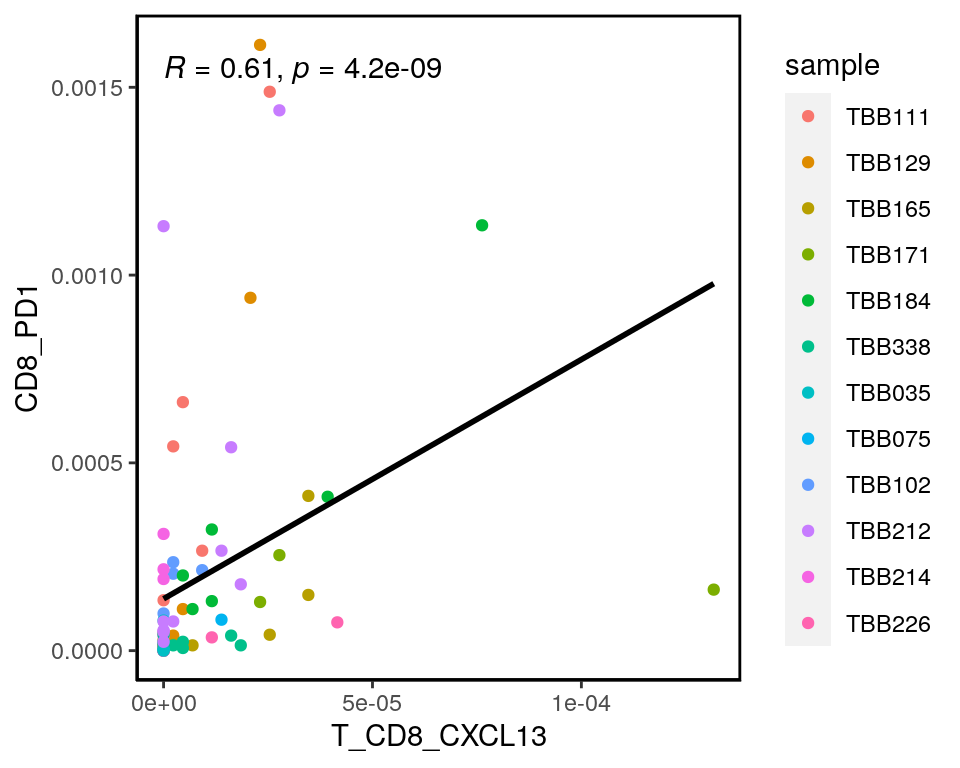 R = 0.61, p = 4.2e-09
CD8_PD1
0.0015
0.0010
0.0005
0.0000
0e+00
5e-05
1e-04
T_CD8_CXCL13
sample
TBB111
TBB129
TBB165
TBB171
TBB184
TBB338
TBB035
TBB075
TBB102
TBB212
TBB214
TBB226